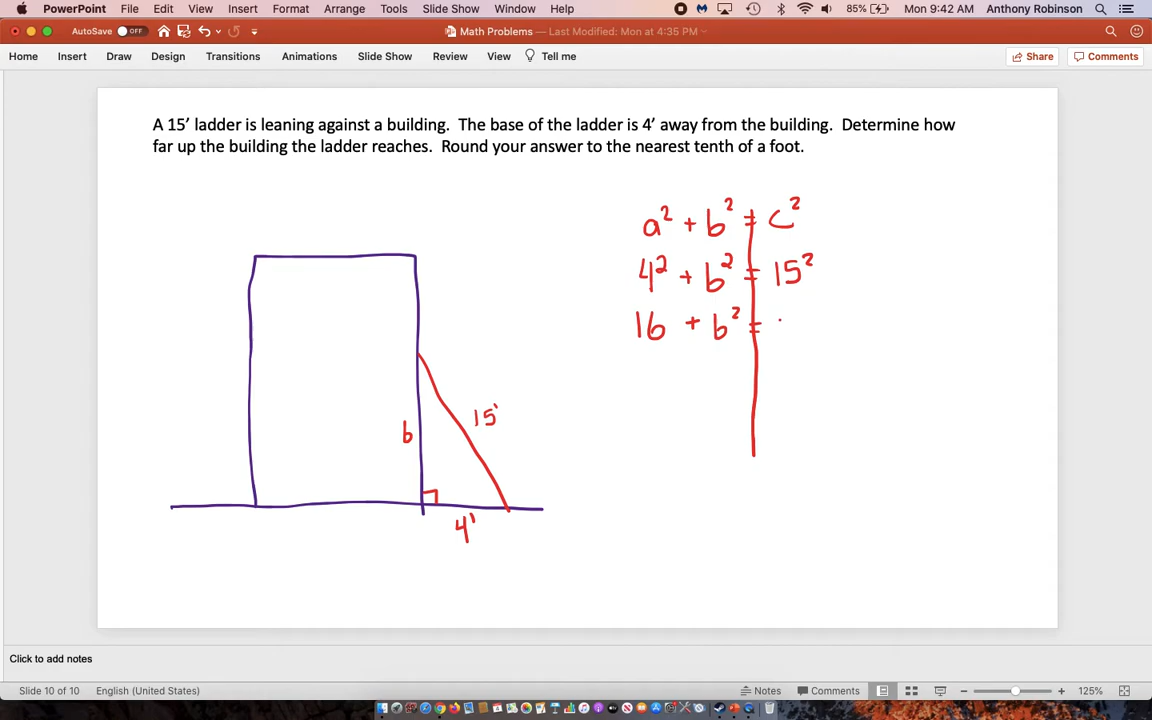 PowerPoint File Edit View Insert Format Arrange Tools Slide Show Window Help 85% Mon 9:42 AM Anthony Robinson
AutoSave OFF Math Problems — Last Modified: Mon at 4:35 PM
Home Insert Draw Design Transitions Animations Slide Show Review View Tell me Share Comments
A 15’ ladder is leaning against a building. The base of the ladder is 4’ away from the building. Determine how
far up the building the ladder reaches. Round your answer to the nearest tenth of a foot.
a² + b² = c²
4² + b² = 15²
16 + b² =
15'
b
4'
Click to add notes
Slide 10 of 10 English (United States) Notes Comments 125%